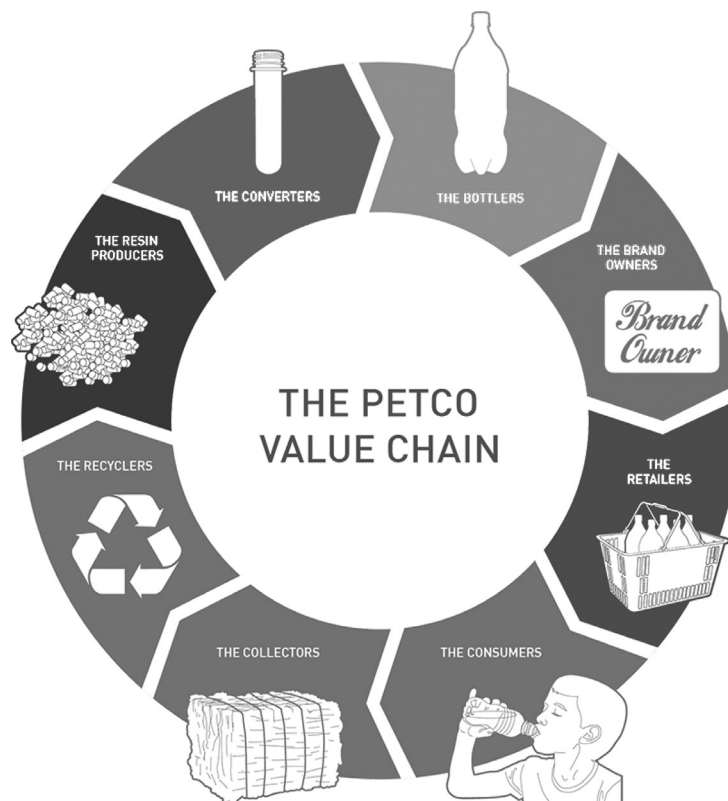 THE CONVERTERS
THE BOTTLERS
THE RESIN
PRODUCERS
THE BRAND
OWNERS
Brand
Owner
THE PETCO
VALUE CHAIN
THE RECYCLERS
THE
RETAILERS
THE COLLECTORS
THE CONSUMERS